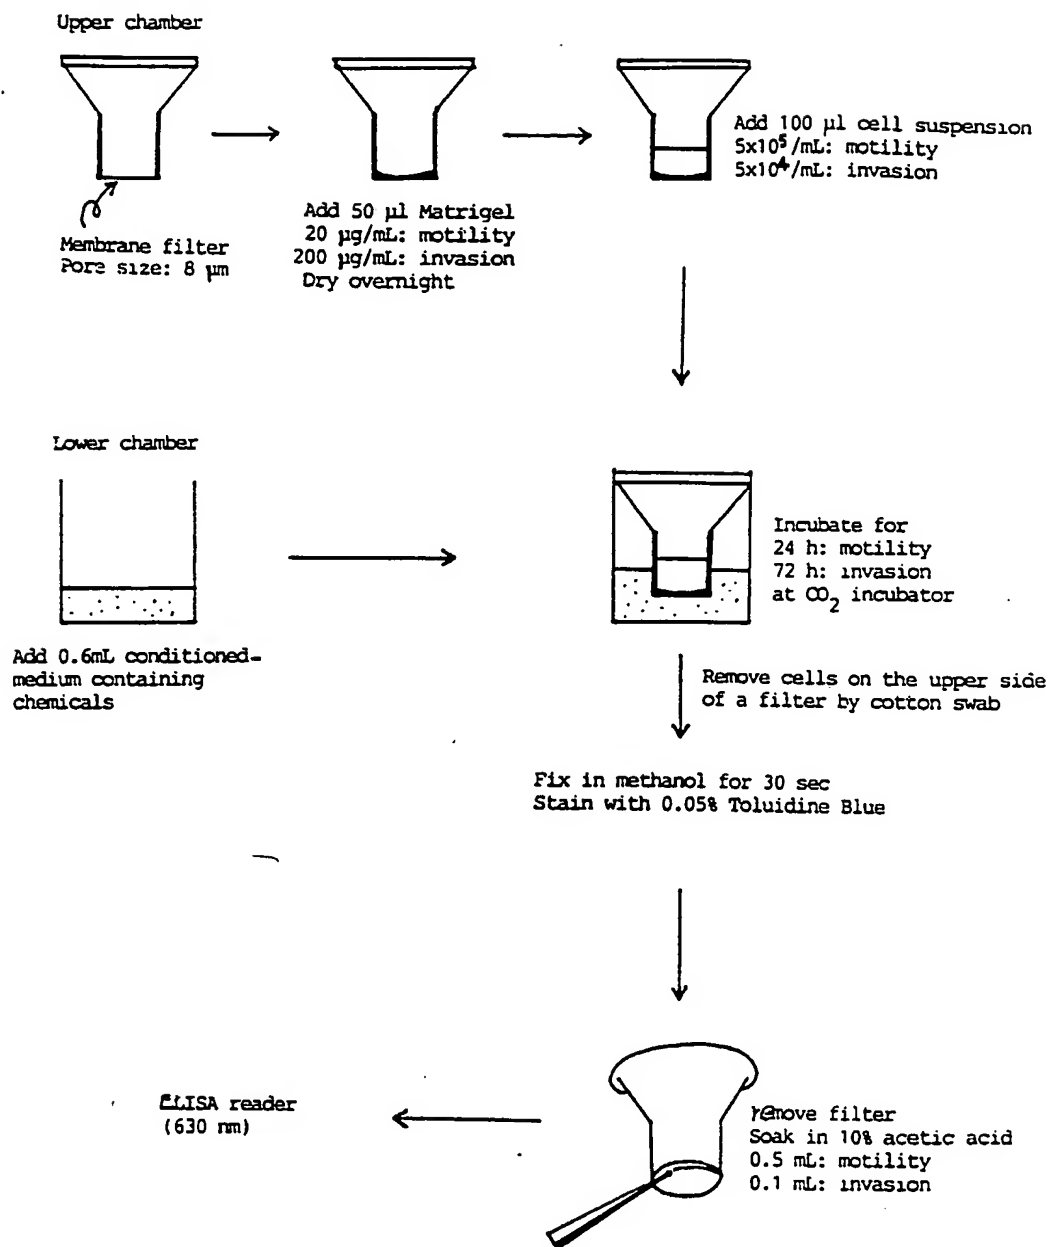 Upper chamber
Membrane filter
Pore size: 8 µm
Add 50 µl Matrigel
20 µg/mL: motility
200 µg/mL: invasion
Dry overnight
Add 100 µl cell suspension
5x10⁵/mL: motility
5x10⁴/mL: invasion
Lower chamber
Add 0.6mL conditioned-
medium containing
chemicals
Incubate for
24 h: motility
72 h: invasion
at CO₂ incubator
Remove cells on the upper side
of a filter by cotton swab
Fix in methanol for 30 sec
Stain with 0.05% Toluidine Blue
remove filter
Soak in 10% acetic acid
0.5 mL: motility
0.1 mL: invasion
ELISA reader
(630 nm)